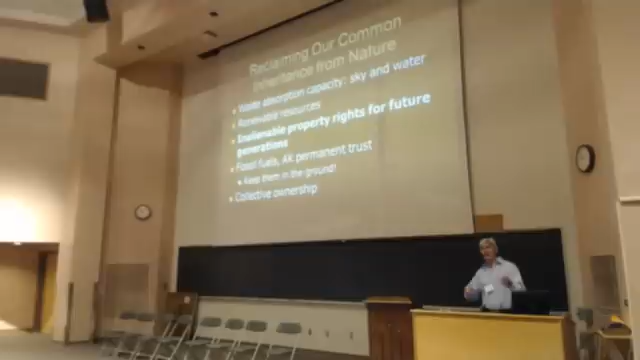 Reclaiming Our Common
Inheritance from Nature
Waste absorption capacity: sky and water
Renewable resources
Inalienable property rights for future
generations
Fossil fuels, AK permanent trust
Keep them in the ground!
Collective ownership